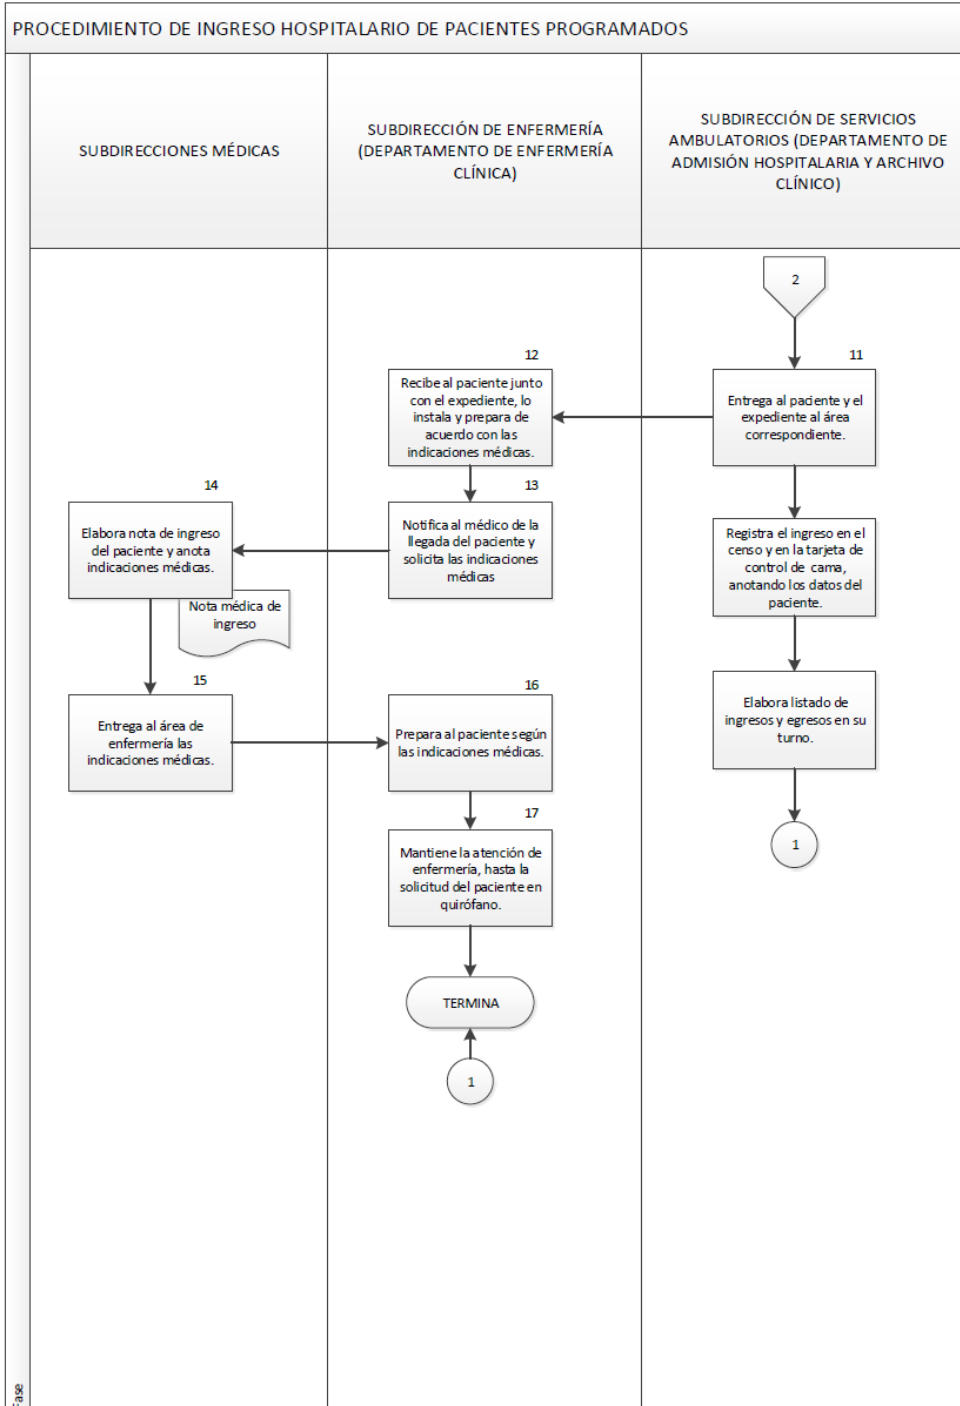 PROCEDIMIENTO DE INGRESO HOSPITALARIO DE PACIENTES PROGRAMADOS
SUBDIRECCIONES MÉDICAS
SUBDIRECCIÓN DE ENFERMERÍA
(DEPARTAMENTO DE ENFERMERÍA
CLÍNICA)
SUBDIRECCIÓN DE SERVICIOS
AMBULATORIOS (DEPARTAMENTO DE
ADMISIÓN HOSPITALARIA Y ARCHIVO
CLÍNICO)
2
11
Entrega al paciente y el
expediente al área
correspondiente.
12
Recibe al paciente junto
con el expediente, lo
instala y prepara de
acuerdo con las
indicaciones médicas.
13
Notifica al médico de la
llegada del paciente y
solicita las indicaciones
médicas
Registra el ingreso en el
censo y en la tarjeta de
control de cama,
anotando los datos del
paciente.
14
Elabora nota de ingreso
del paciente y anota
indicaciones médicas.
Nota médica de
ingreso
15
Entrega al área de
enfermería las
indicaciones médicas.
16
Prepara al paciente según
las indicaciones médicas.
Elabora listado de
ingresos y egresos en su
turno.
1
17
Mantiene la atención de
enfermería, hasta la
solicitud del paciente en
quirófano.
TERMINA
1
Fase